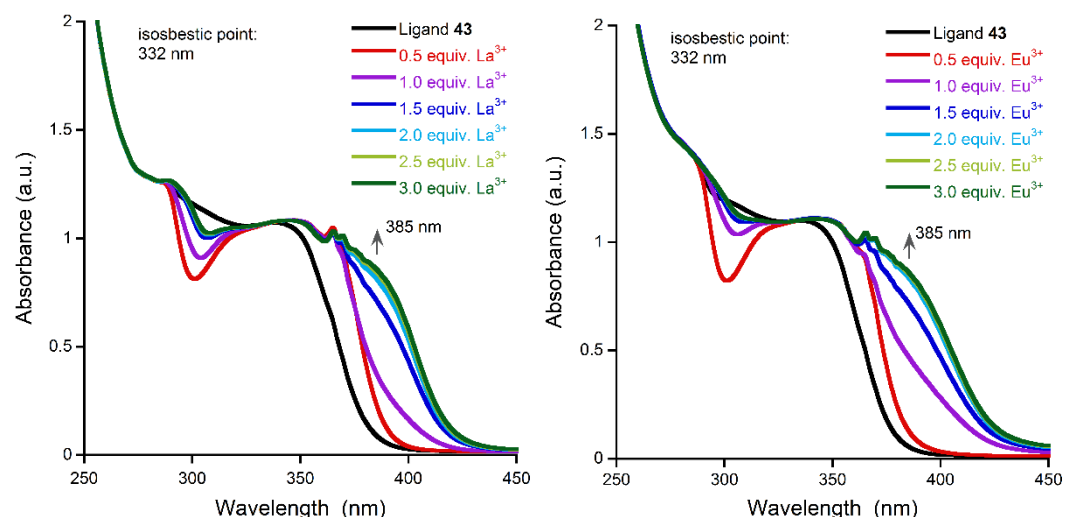 2
1.5
1
0.5
0
250
300
350
400
450
Absorbance (a.u.)
Wavelength (nm)
isosbestic point:
332 nm
Ligand 43
0.5 equiv. La³⁺
1.0 equiv. La³⁺
1.5 equiv. La³⁺
2.0 equiv. La³⁺
2.5 equiv. La³⁺
3.0 equiv. La³⁺
385 nm
2
1.5
1
0.5
0
250
300
350
400
450
Absorbance (a.u.)
Wavelength (nm)
isosbestic point:
332 nm
Ligand 43
0.5 equiv. Eu³⁺
1.0 equiv. Eu³⁺
1.5 equiv. Eu³⁺
2.0 equiv. Eu³⁺
2.5 equiv. Eu³⁺
3.0 equiv. Eu³⁺
385 nm